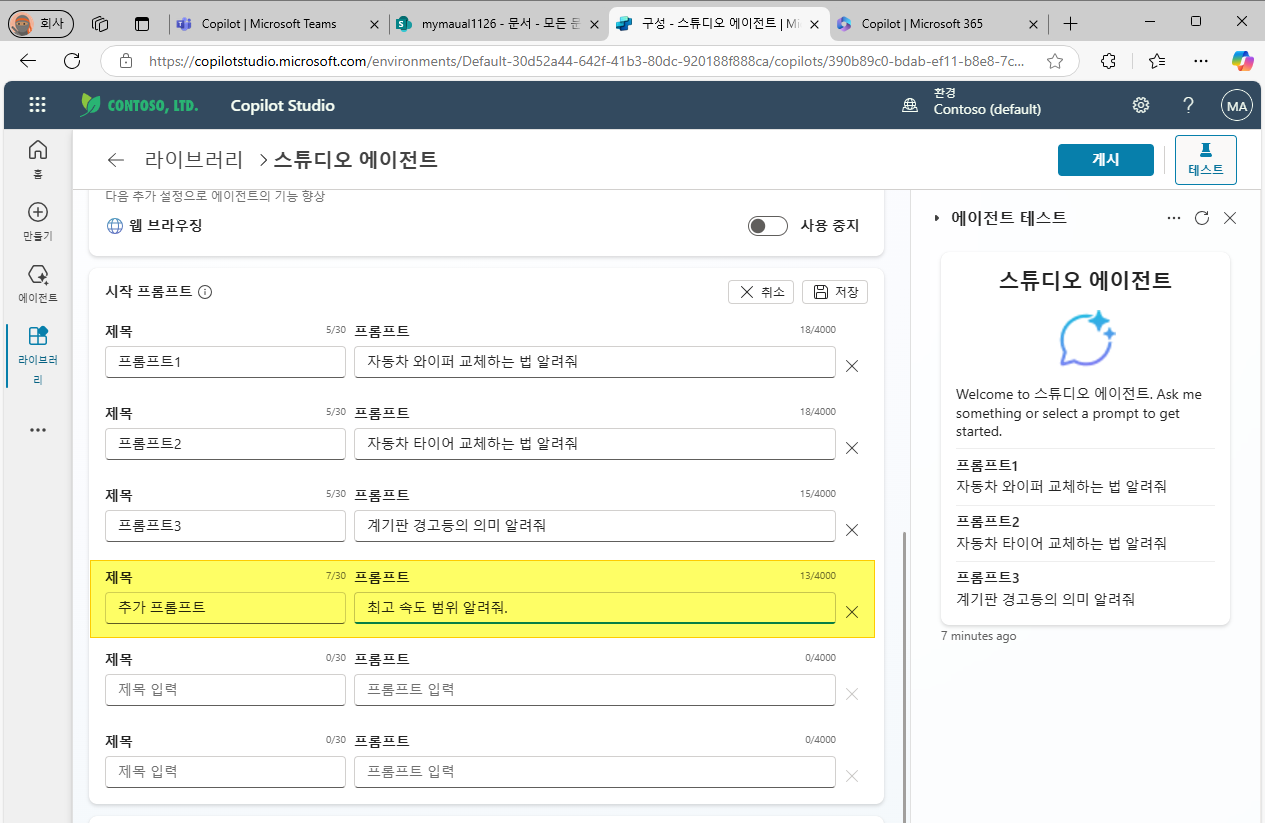 회사
Copilot | Microsoft Teams
mymaual1126 - 문서 - 모든 문
구성 - 스튜디오 에이전트 | Mi
Copilot | Microsoft 365
https://copilotstudio.microsoft.com/environments/Default-30d52a44-642f-41b3-80dc-920188f888ca/copilots/390b89c0-bdab-ef11-b8e8-7c...
CONTOSO, LTD.
Copilot Studio
환경
Contoso (default)
?
MA
홈
만들기
에이전트
라이브러
리
라이브러리 > 스튜디오 에이전트
게시
테스트
다음 추가 설정으로 에이전트의 기능 향상
웹 브라우징
사용 중지
시작 프롬프트
취소
저장
제목 5/30 프롬프트 18/4000
프롬프트1 자동차 와이퍼 교체하는 법 알려줘
제목 5/30 프롬프트 18/4000
프롬프트2 자동차 타이어 교체하는 법 알려줘
제목 5/30 프롬프트 15/4000
프롬프트3 계기판 경고등의 의미 알려줘
제목 7/30 프롬프트 13/4000
추가 프롬프트 최고 속도 범위 알려줘.
제목 0/30 프롬프트 0/4000
제목 입력 프롬프트 입력
제목 0/30 프롬프트 0/4000
제목 입력 프롬프트 입력
에이전트 테스트
스튜디오 에이전트
Welcome to 스튜디오 에이전트. Ask me
something or select a prompt to get
started.
프롬프트1
자동차 와이퍼 교체하는 법 알려줘
프롬프트2
자동차 타이어 교체하는 법 알려줘
프롬프트3
계기판 경고등의 의미 알려줘
7 minutes ago